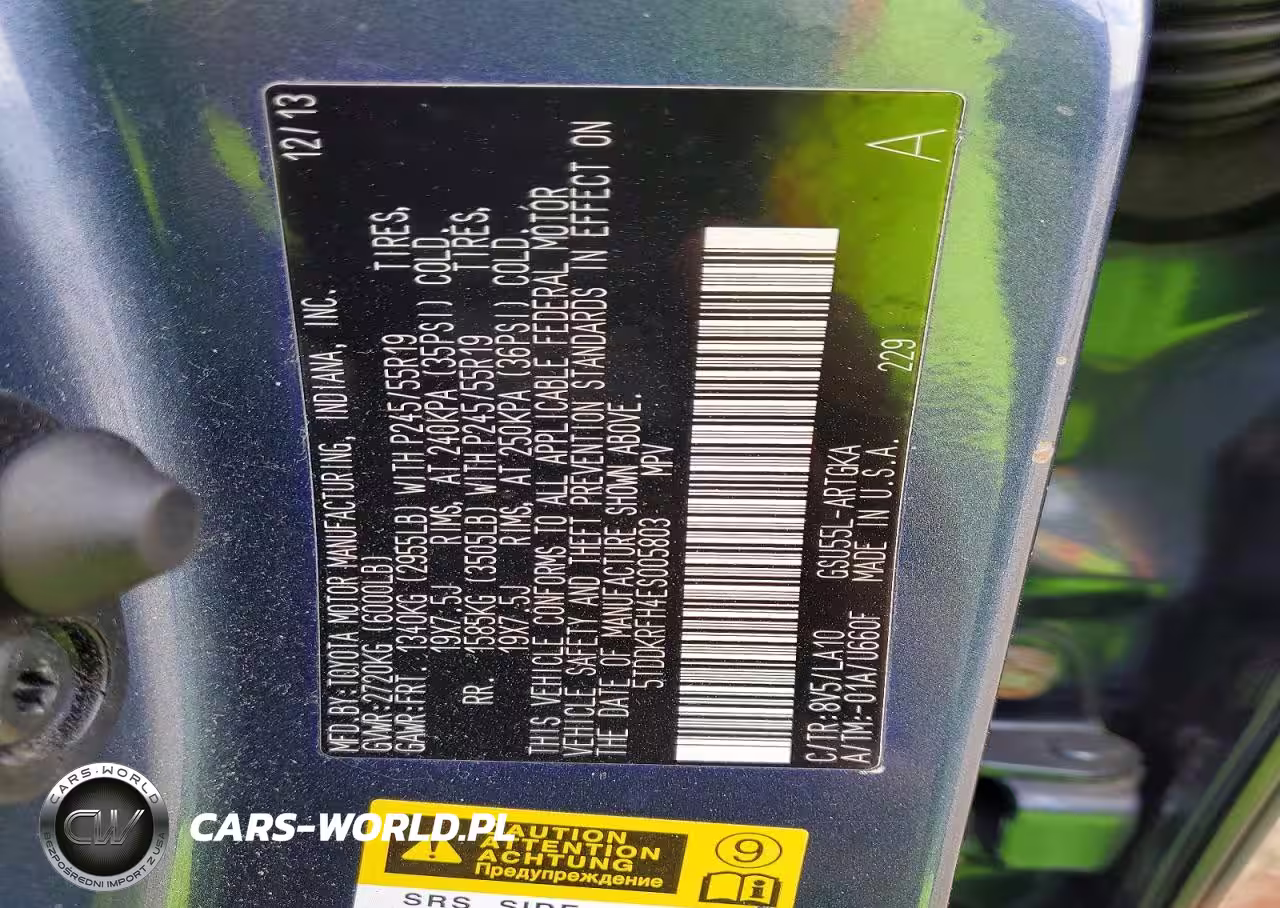 MFD.BY:TOYOTA MOTOR MANUFACTURING, INDIANA, INC. 12/13
GVWR:2720KG (6000LB)
GAWR:FRT. 1340KG (2955LB) WITH P245/55R19 TIRES,
19X7.5J RIMS, AT 240KPA (35PSI) COLD.
RR. 1585KG (3505LB) WITH P245/55R19 TIRES,
19X7.5J RIMS, AT 250KPA (36PSI) COLD.
THIS VEHICLE CONFORMS TO ALL APPLICABLE FEDERAL MOTOR
VEHICLE SAFETY AND THEFT PREVENTION STANDARDS IN EFFECT ON
THE DATE OF MANUFACTURE SHOWN ABOVE.
5TDDKRFH4ES005803 MPV
C/TR:8V5/LA10 GSU55L-ARTGKA
A/TM:-01A/U660F MADE IN U.S.A. 229
A
CAUTION
ATTENTION
ACHTUNG
Предупреждение
9
SRS SIDE
CARS-WORLD
CW
BEZPOŚREDNI IMPORT Z USA
CARS-WORLD.PL